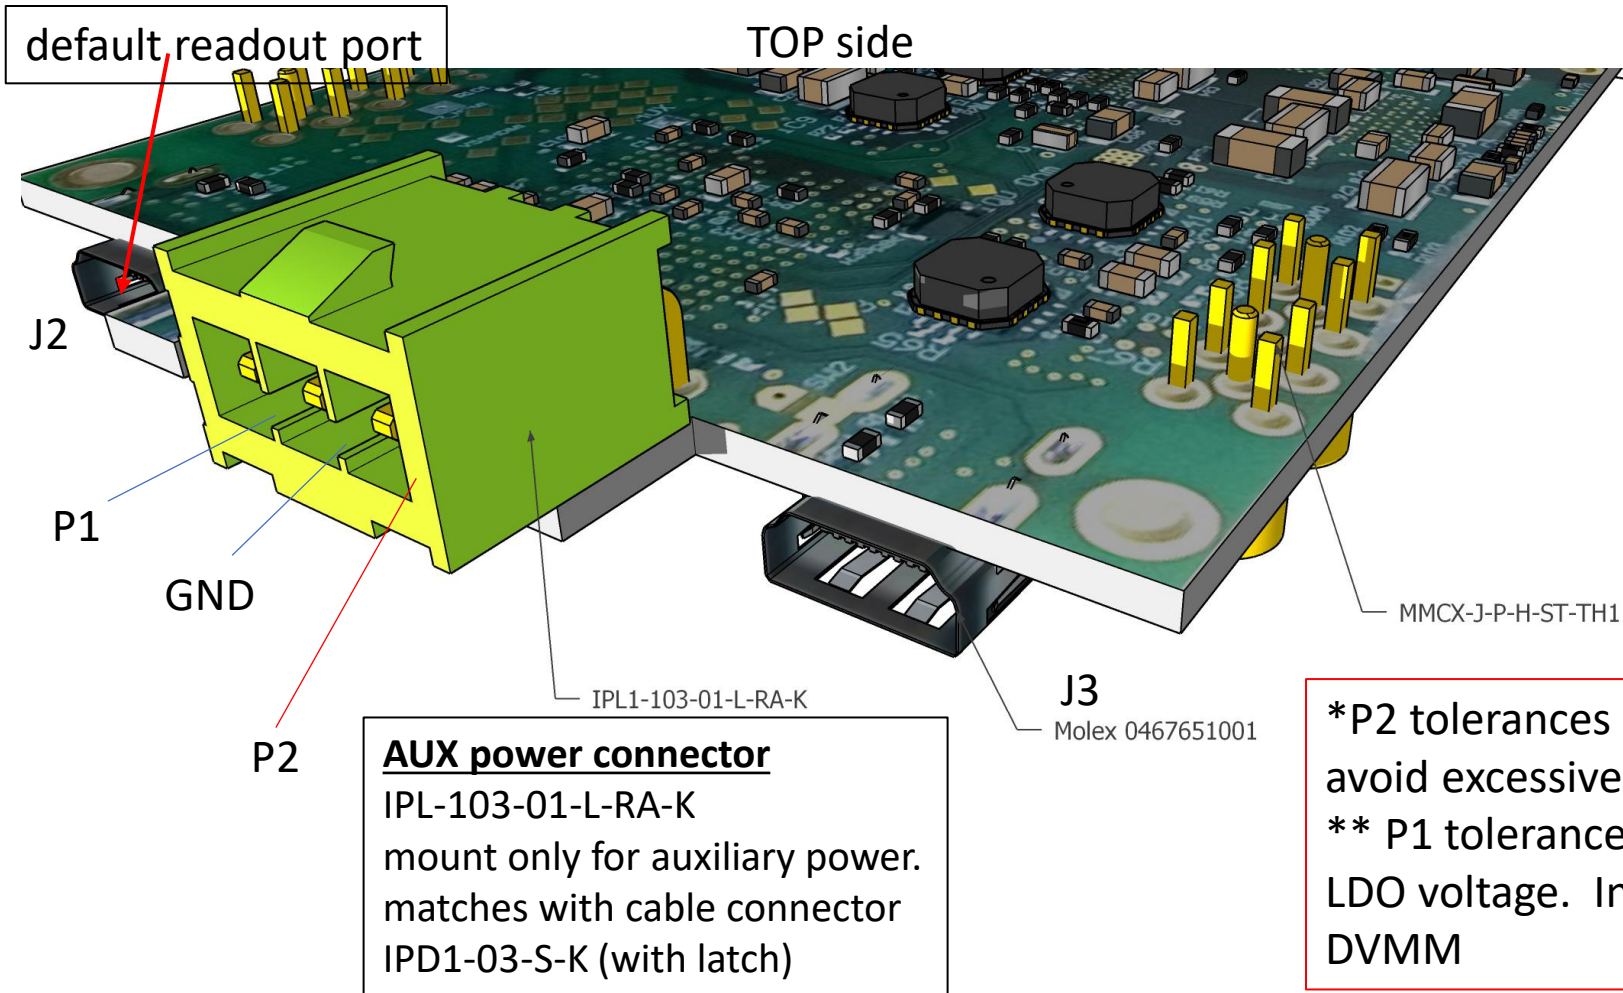 default readout port
TOP side
J2
P1
GND
P2
IPL1-103-01-L-RA-K
MMCX-J-P-H-ST-TH1
J3
Molex 0467651001
AUX power connector
IPL-103-01-L-RA-K
mount only for auxiliary power.
matches with cable connector
IPD1-03-S-K (with latch)
*P2 tolerances
avoid excessive
** P1 tolerance
LDO voltage. In
DVMM